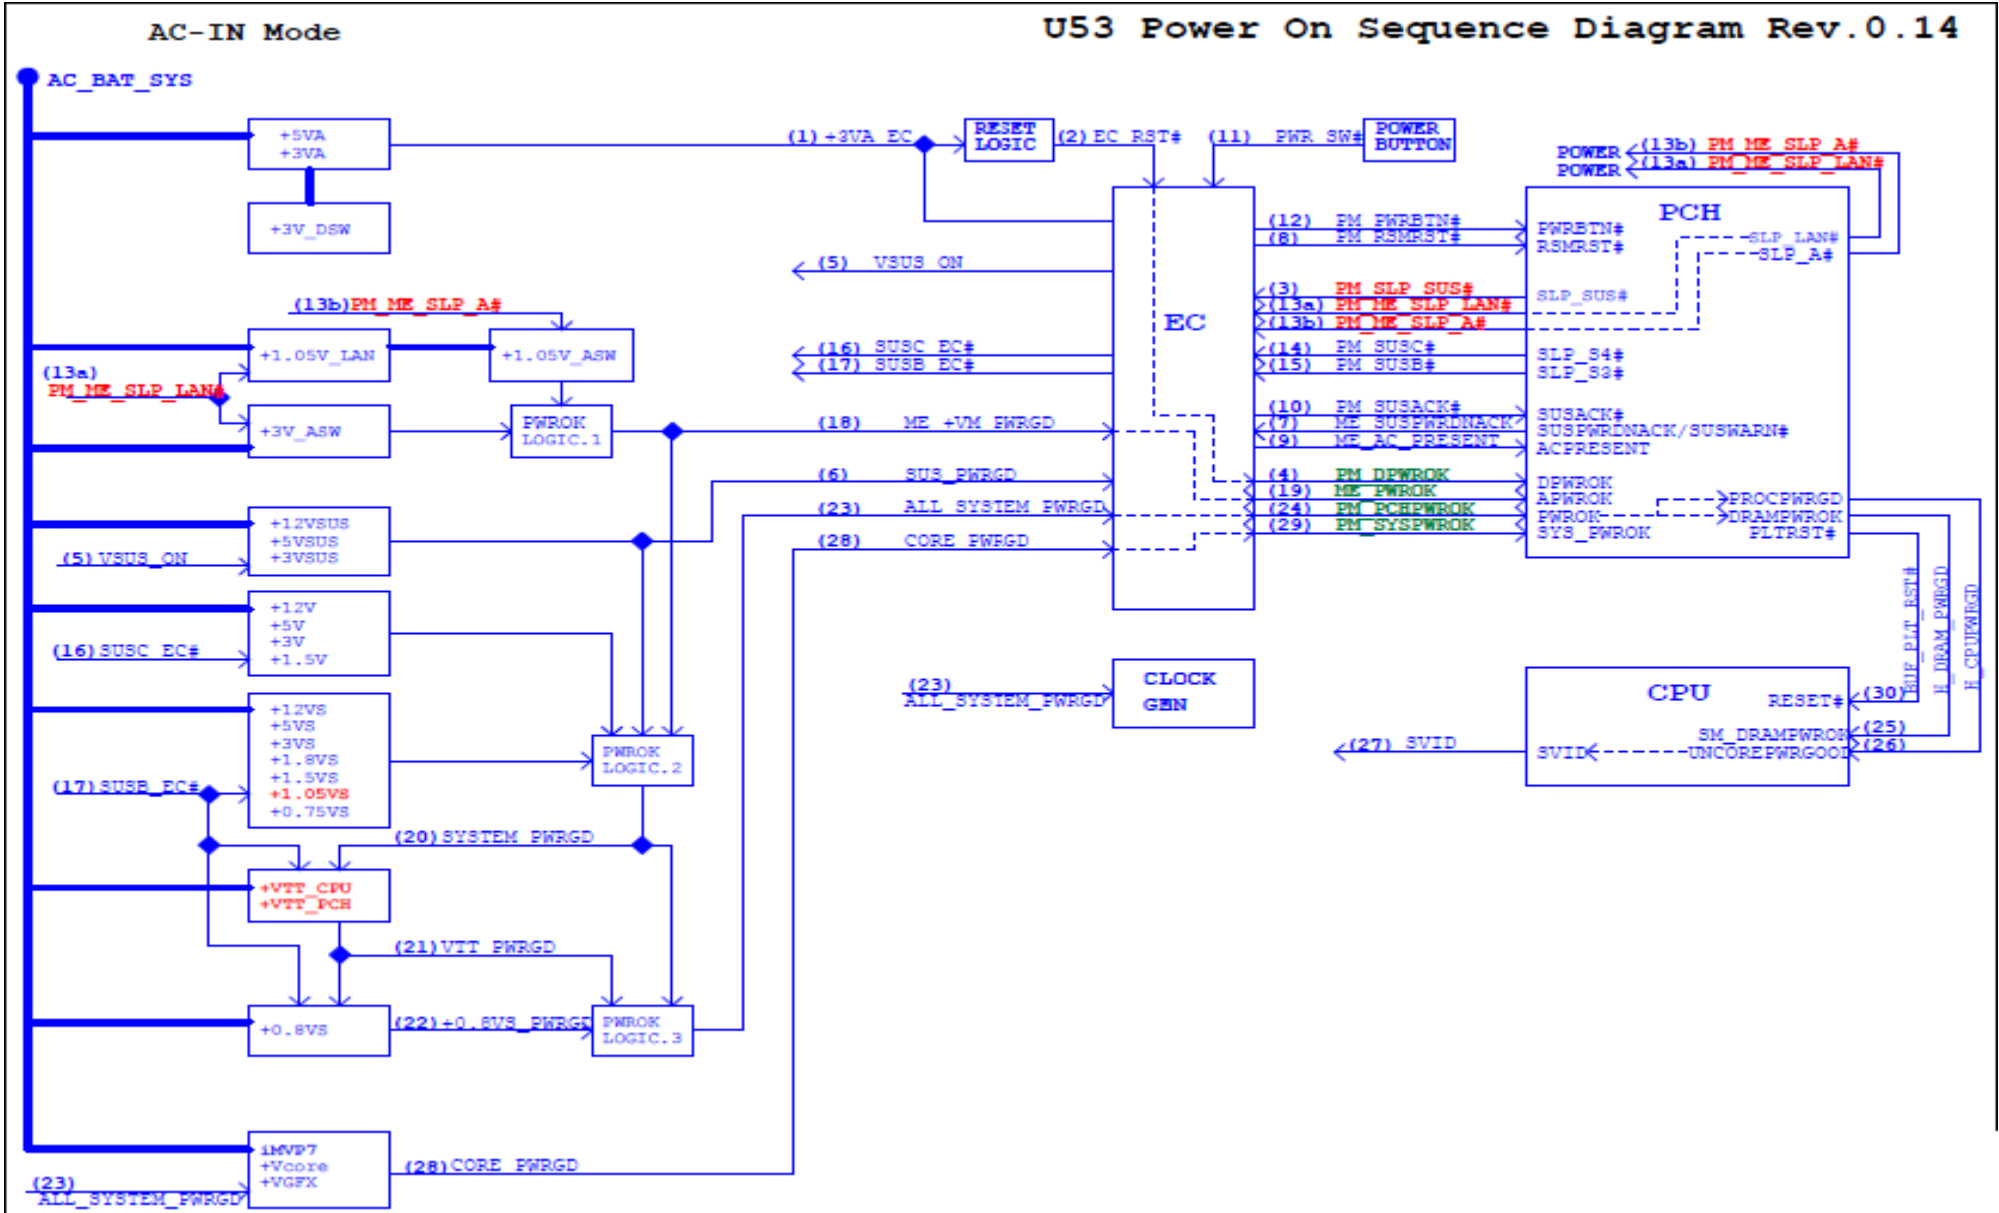 AC-IN Mode
U53 Power On Sequence Diagram Rev.0.14
AC_BAT_SYS
+5VA
+3VA
+3V_DSW
(1) +3VA_EC
RESET
LOGIC
(2) EC_RST#
(11) PWR_SW#
POWER
BUTTON
POWER
(13b) PM_ME_SLP_A#
POWER
(13a) PM_ME_SLP_LAN#
EC
PCH
(12) PM_PWRBTN#
PWRBTN#
(8) PM_RSMRST#
RSMRST#
SLP_LAN#
SLP_A#
(5) VSUS_ON
(3) PM_SLP_SUS#
SLP_SUS#
(13a) PM_ME_SLP_LAN#
(13b) PM_ME_SLP_A#
(13b) PM_ME_SLP_A#
+1.05V_LAN
+1.05V_ASW
(16) SUSC_EC#
(14) PM_SUSC#
SLP_S4#
(17) SUSB_EC#
(15) PM_SUSB#
SLP_S3#
(13a)
PM_ME_SLP_LAN#
+3V_ASW
PWROK
LOGIC.1
(18) ME_+VM_PWRGD
(10) PM_SUSACK#
SUSACK#
(7) ME_SUSPWRDNACK
SUSPWRDNACK/SUSWARN#
(9) ME_AC_PRESENT
ACPRESENT
(6) SUS_PWRGD
(4) PM_DPWROK
DPWROK
(19) ME_PWROK
APWROK
PROCPWRGD
(23) ALL_SYSTEM_PWRGD
(24) PM_PCHPWROK
PWROK
DRAMPWROK
(29) PM_SYSPWROK
SYS_PWROK
PLTRST#
(28) CORE_PWRGD
+12VSUS
+5VSUS
+3VSUS
(5) VSUS_ON
BUF_PLT_RST#
H_DRAM_PWRGD
H_CPUPWRGD
+12V
+5V
+3V
+1.5V
(16) SUSC_EC#
(23)
ALL_SYSTEM_PWRGD
CLOCK
GEN
CPU
RESET#
(30)
SM_DRAMPWROK
(25)
(27) SVID
SVID
UNCOREPWRGOOD
(26)
+12VS
+5VS
+3VS
+1.8VS
+1.5VS
+1.05VS
+0.75VS
(17) SUSB_EC#
PWROK
LOGIC.2
(20) SYSTEM_PWRGD
+VTT_CPU
+VTT_PCH
(21) VTT_PWRGD
+0.8VS
(22) +0.8VS_PWRGD
PWROK
LOGIC.3
iMVP7
+Vcore
+VGFX
(28) CORE_PWRGD
(23)
ALL_SYSTEM_PWRGD